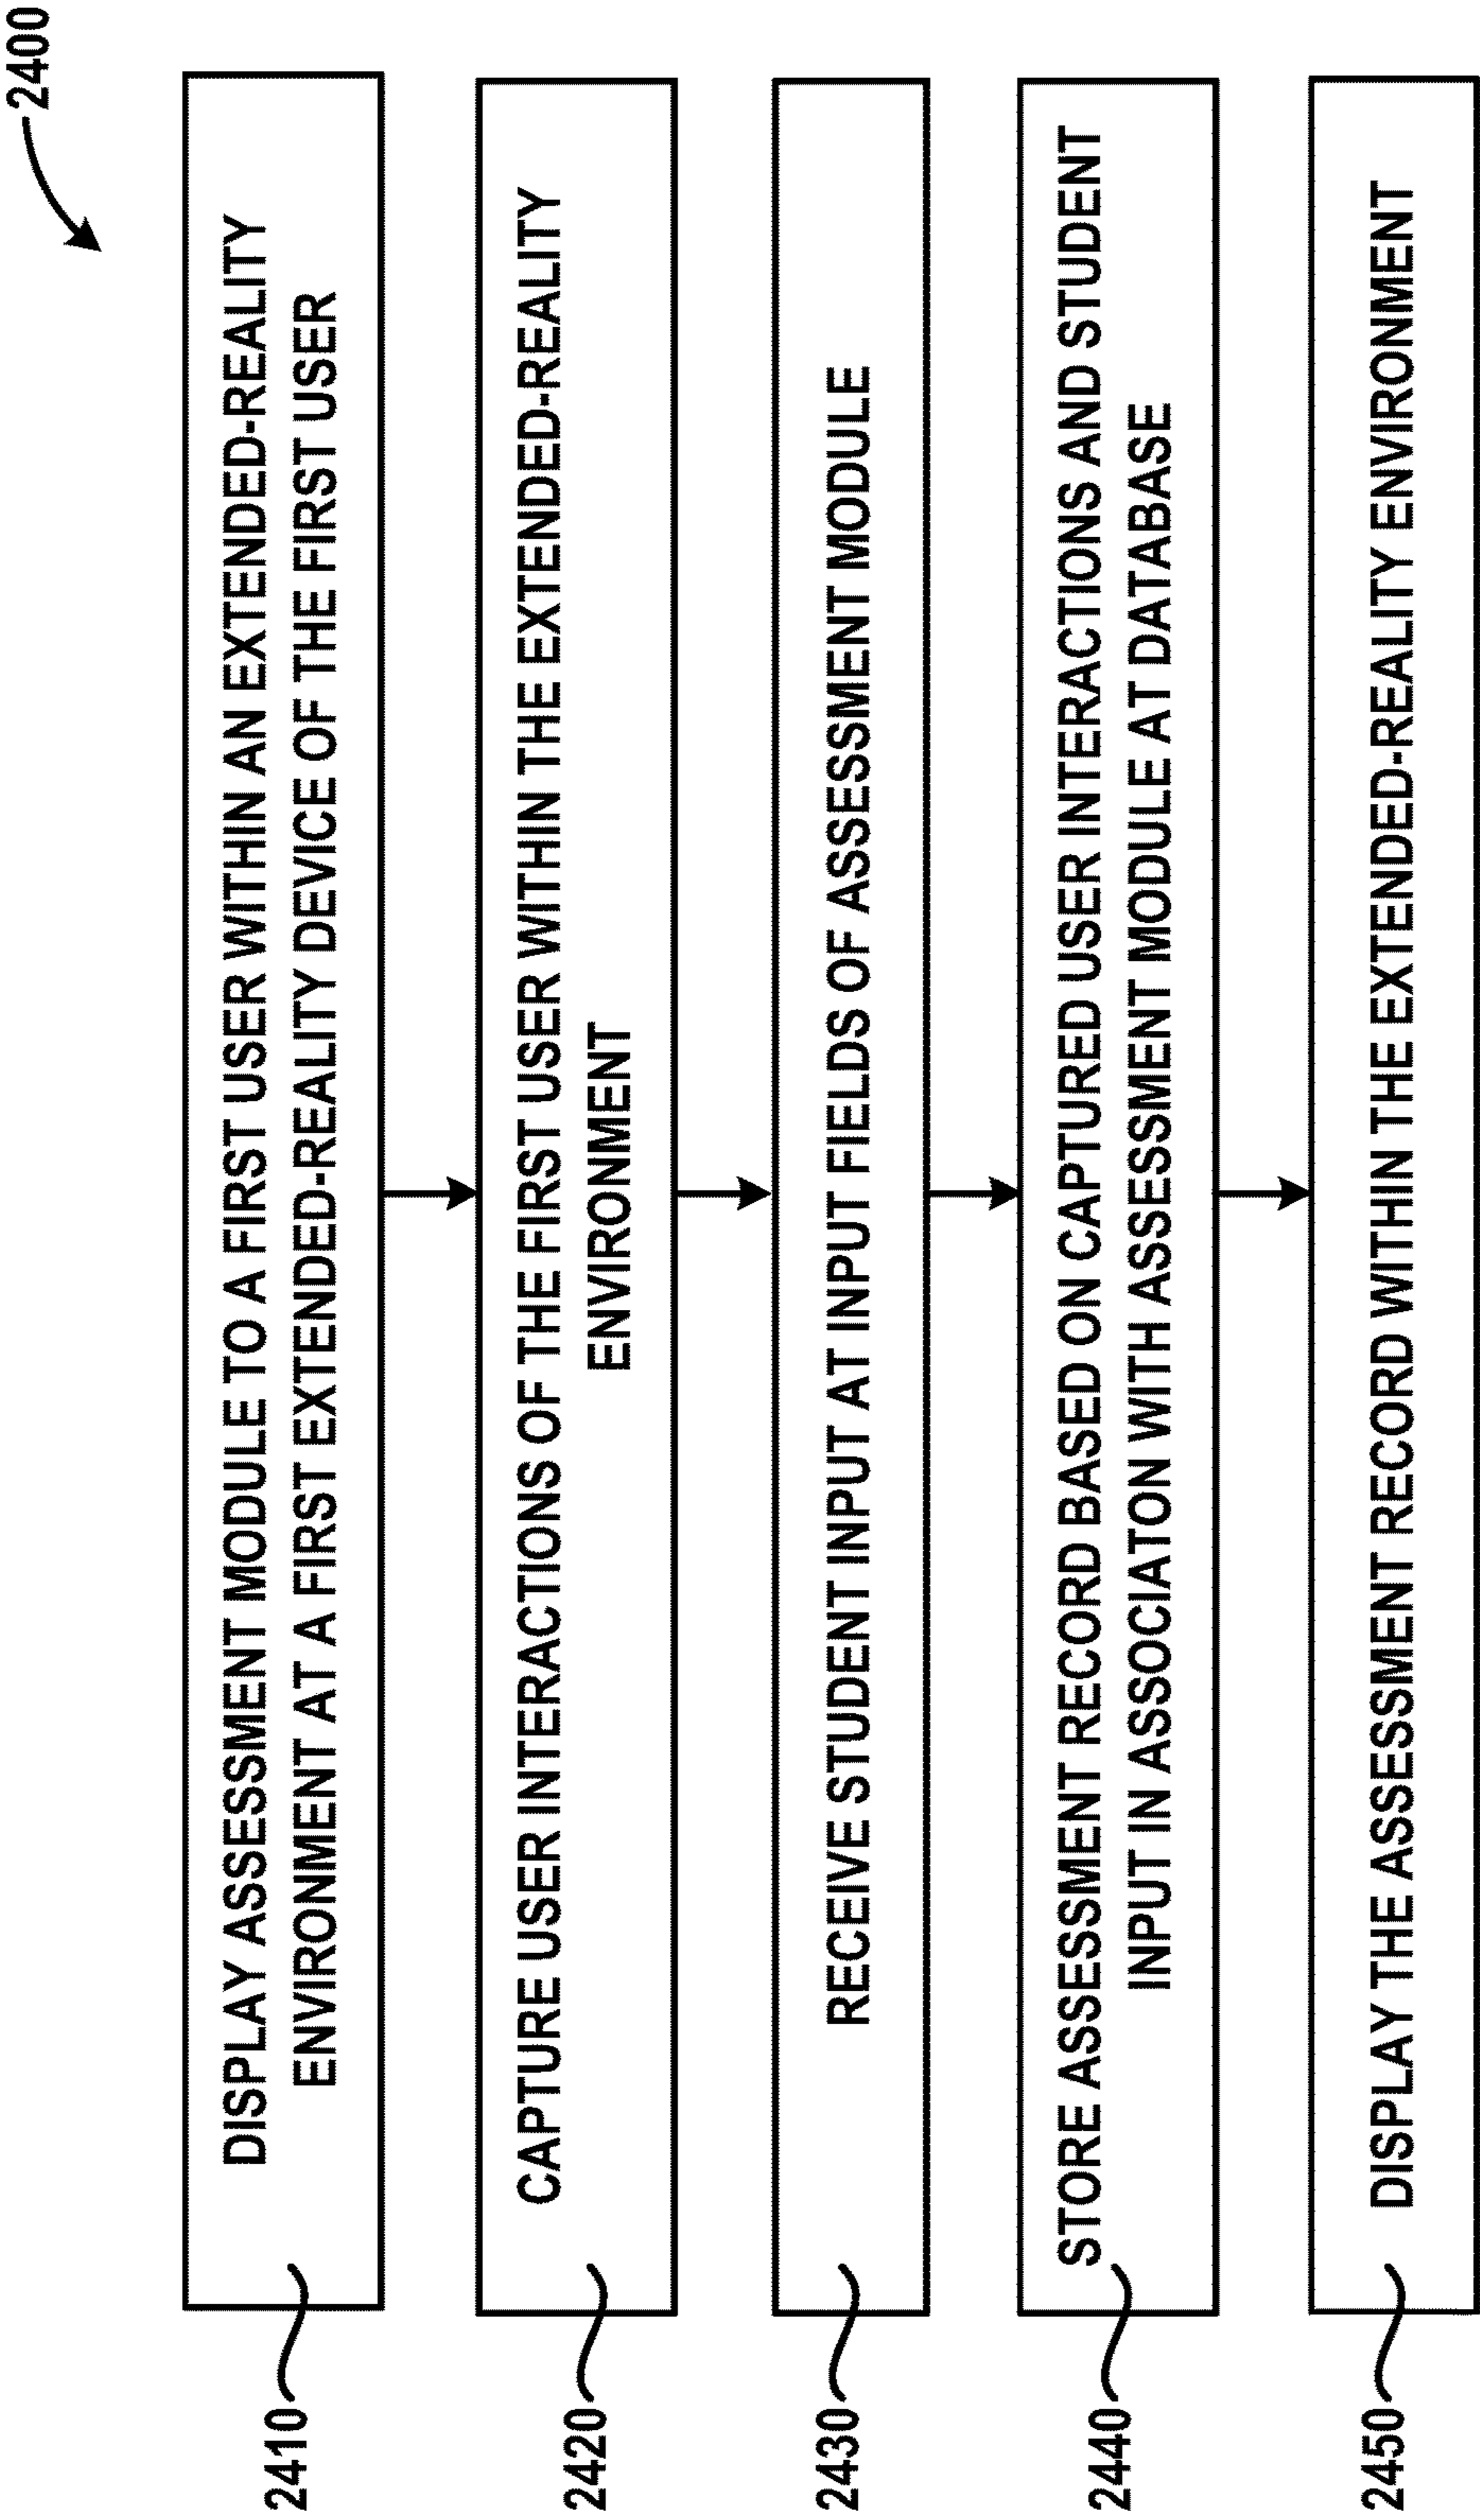 2400
2410
DISPLAY ASSESSMENT MODULE TO A FIRST USER WITHIN AN EXTENDED-REALITY
ENVIRONMENT AT A FIRST EXTENDED-REALITY DEVICE OF THE FIRST USER
2420
CAPTURE USER INTERACTIONS OF THE FIRST USER WITHIN THE EXTENDED-REALITY
ENVIRONMENT
2430
RECEIVE STUDENT INPUT AT INPUT FIELDS OF ASSESSMENT MODULE
2440
STORE ASSESSMENT RECORD BASED ON CAPTURED USER INTERACTIONS AND STUDENT
INPUT IN ASSOCIATON WITH ASSESSMENT MODULE AT DATABASE
2450
DISPLAY THE ASSESSMENT RECORD WITHIN THE EXTENDED-REALITY ENVIRONMENT